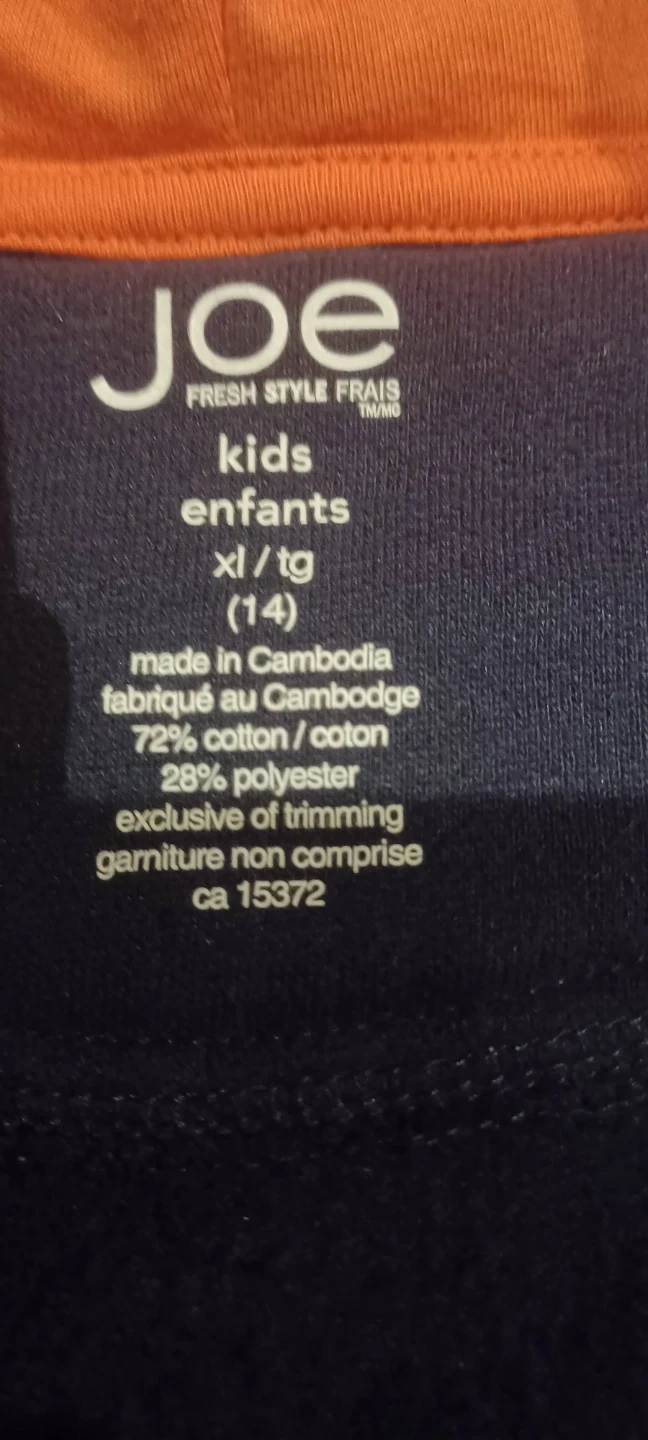 joe
FRESH STYLE FRAIS
TM/MD
kids
enfants
xl / tg
(14)
made in Cambodia
fabriqué au Cambodge
72% cotton / coton
28% polyester
exclusive of trimming
garniture non comprise
ca 15372